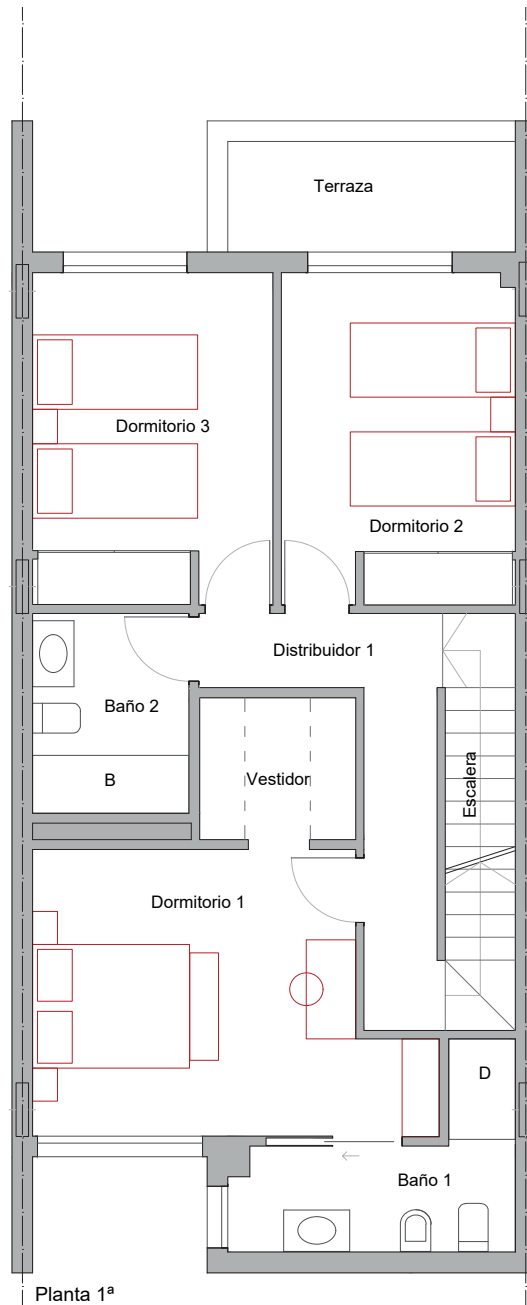 Terraza
Dormitorio 3
Dormitorio 2
Distribuidor 1
Baño 2
B
Vestidor
Escalera
Dormitorio 1
D
Baño 1
Planta 1ª